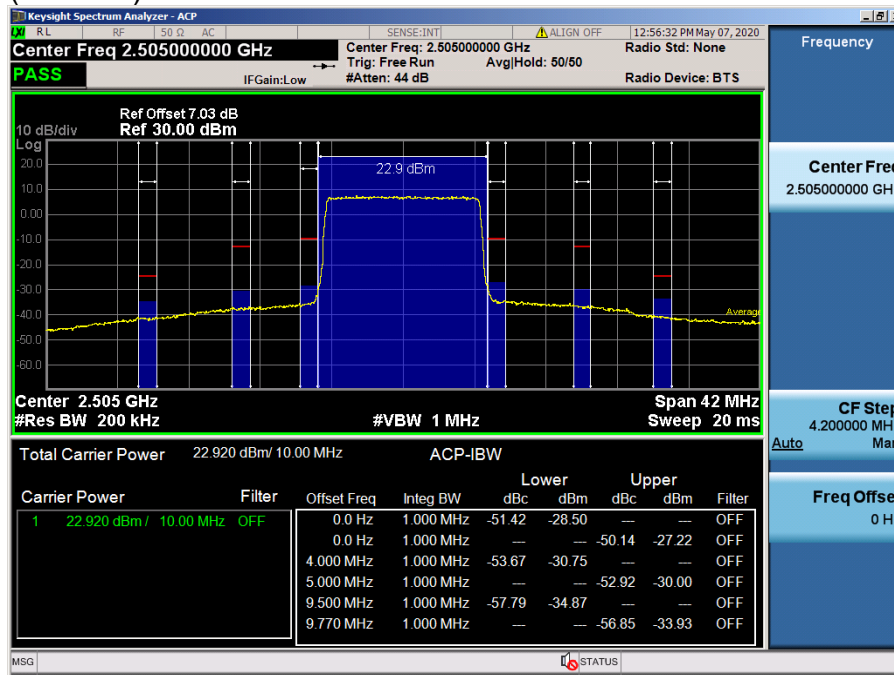 Keysight Spectrum Analyzer - ACP
RL RF 50 Ω AC SENSE:INT ALIGN OFF 12:56:32 PM May 07, 2020
Center Freq 2.505000000 GHz
Center Freq: 2.505000000 GHz Radio Std: None
Trig: Free Run Avg|Hold: 50/50
PASS IFGain:Low #Atten: 44 dB Radio Device: BTS
Ref Offset 7.03 dB
10 dB/div Ref 30.00 dBm
Log
22.9 dBm
20.0
10.0
0.00
-10.0
-20.0
-30.0
-40.0
-50.0
-60.0
Average
Center 2.505 GHz Span 42 MHz
#Res BW 200 kHz #VBW 1 MHz Sweep 20 ms
Total Carrier Power 22.920 dBm/ 10.00 MHz ACP-IBW
Lower Upper
Carrier Power Filter Offset Freq Integ BW dBc dBm dBc dBm Filter
1 22.920 dBm / 10.00 MHz OFF 0.0 Hz 1.000 MHz -51.42 -28.50 --- --- OFF
0.0 Hz 1.000 MHz --- --- -50.14 -27.22 OFF
4.000 MHz 1.000 MHz -53.67 -30.75 --- --- OFF
5.000 MHz 1.000 MHz --- --- -52.92 -30.00 OFF
9.500 MHz 1.000 MHz -57.79 -34.87 --- --- OFF
9.770 MHz 1.000 MHz --- --- -56.85 -33.93 OFF
MSG STATUS
Frequency
Center Fre
2.505000000 GH
CF Step
4.200000 MH
Auto Man
Freq Offse
0 H